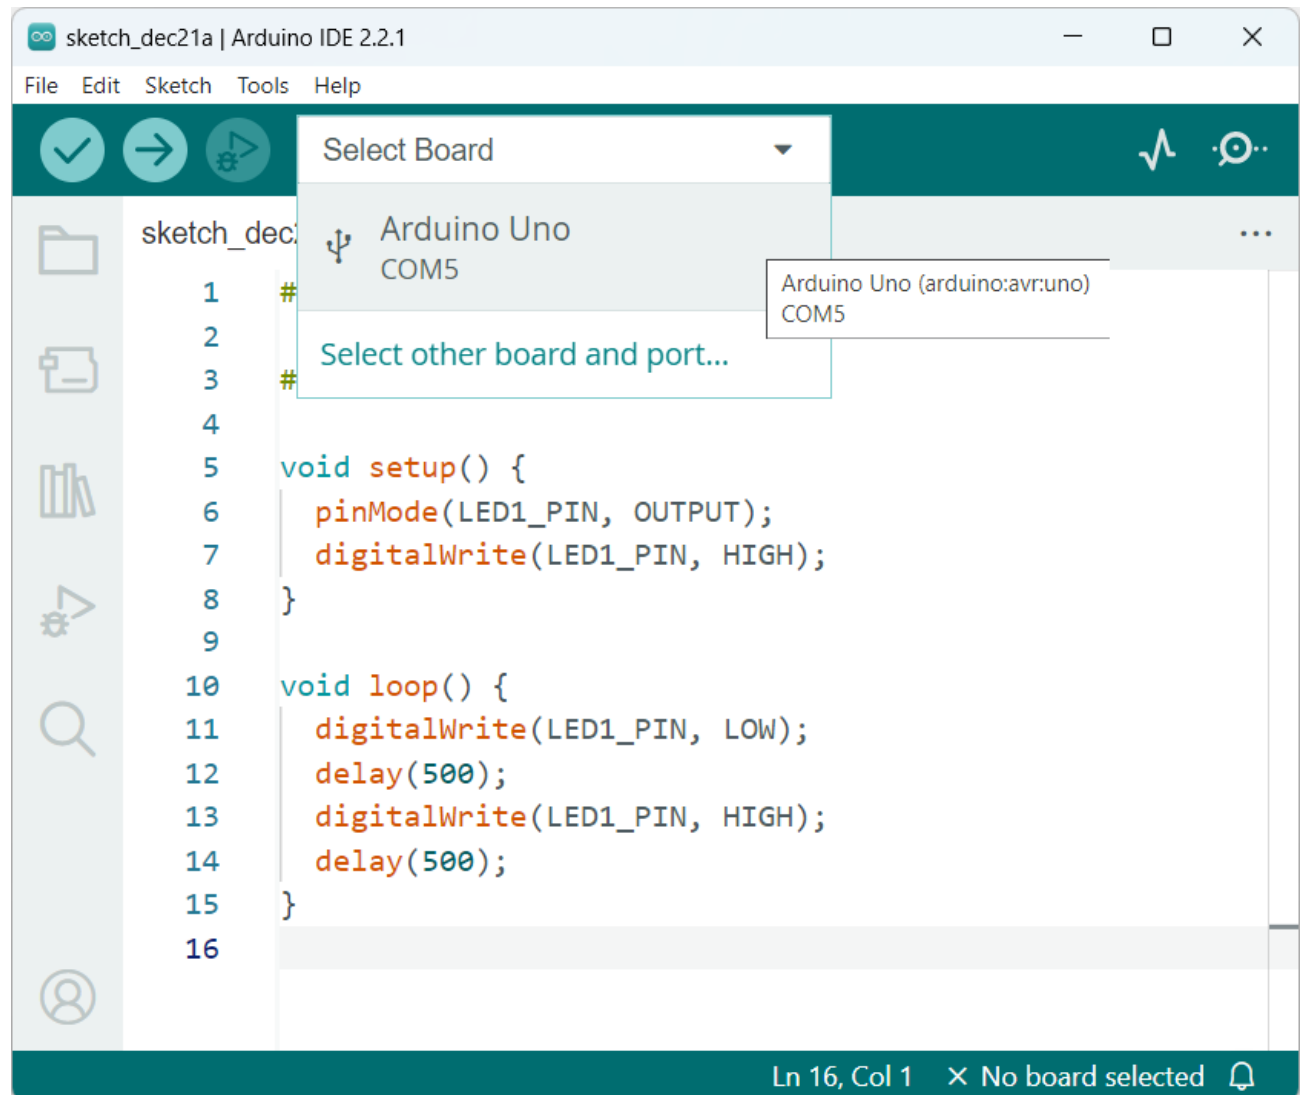 sketch_dec21a | Arduino IDE 2.2.1
File Edit Sketch Tools Help
Select Board
Arduino Uno
COM5
Arduino Uno (arduino:avr:uno)
COM5
Select other board and port...
sketch_dec
...
1 #
2
3 #
4
5 void setup() {
6 pinMode(LED1_PIN, OUTPUT);
7 digitalWrite(LED1_PIN, HIGH);
8 }
9
10 void loop() {
11 digitalWrite(LED1_PIN, LOW);
12 delay(500);
13 digitalWrite(LED1_PIN, HIGH);
14 delay(500);
15 }
16
Ln 16, Col 1 × No board selected